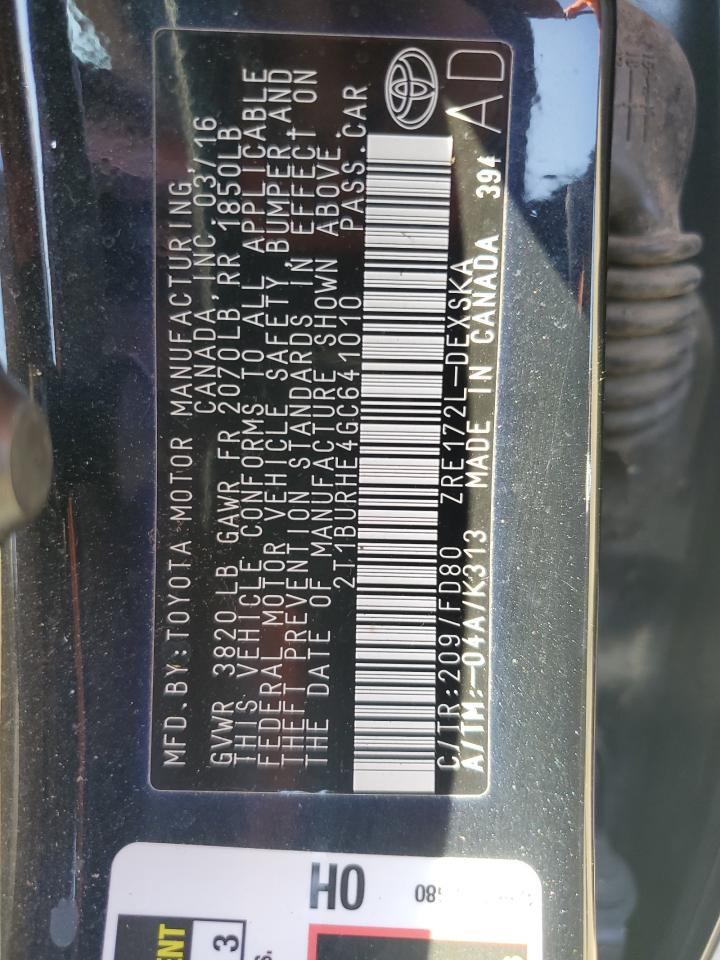 MFD.BY:TOYOTA MOTOR MANUFACTURING,
CANADA, INC. 03/16
GVWR 3820 LB GAWR FR 2070LB, RR 1850LB
THIS VEHICLE CONFORMS TO ALL APPLICABLE
FEDERAL MOTOR VEHICLE SAFETY, BUMPER, AND
THEFT PREVENTION STANDARDS IN EFFECT ON
THE DATE OF MANUFACTURE SHOWN ABOVE.
2T1BURHE4GC641010 PASS.CAR
C/TR:209/FD80 ZRE172L-DEXSKA
A/TM:-04A/K313 MADE IN CANADA 394
AD
HO
680
ENT
3